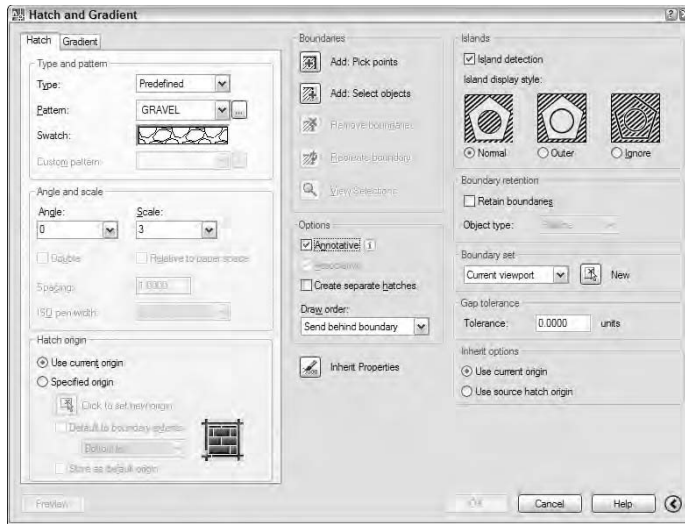 Hatch and Gradient
Hatch
Gradient
Type and pattern
Type:
Predefined
Pattern:
GRAVEL
...
Swatch:
Custom pattern:
Angle and scale
Angle:
Scale:
0
3
Double
Relative to paper space
Spacing:
1.0000
ISO pen width:
Hatch origin
Use current origin
Specified origin
Click to set new origin
Default to boundary extents
Store as default origin
Preview
Boundaries
Add: Pick points
Add: Select objects
Remove boundaries
Recreate boundary
View Selections
Options
Annotative
Associative
Create separate hatches
Draw order:
Send behind boundary
Inherit Properties
Islands
Island detection
Island display style:
Normal
Outer
Ignore
Boundary retention
Retain boundaries
Object type:
Boundary set
Current viewport
New
Gap tolerance
Tolerance:
0.0000
units
Inherit options
Use current origin
Use source hatch origin
OK
Cancel
Help